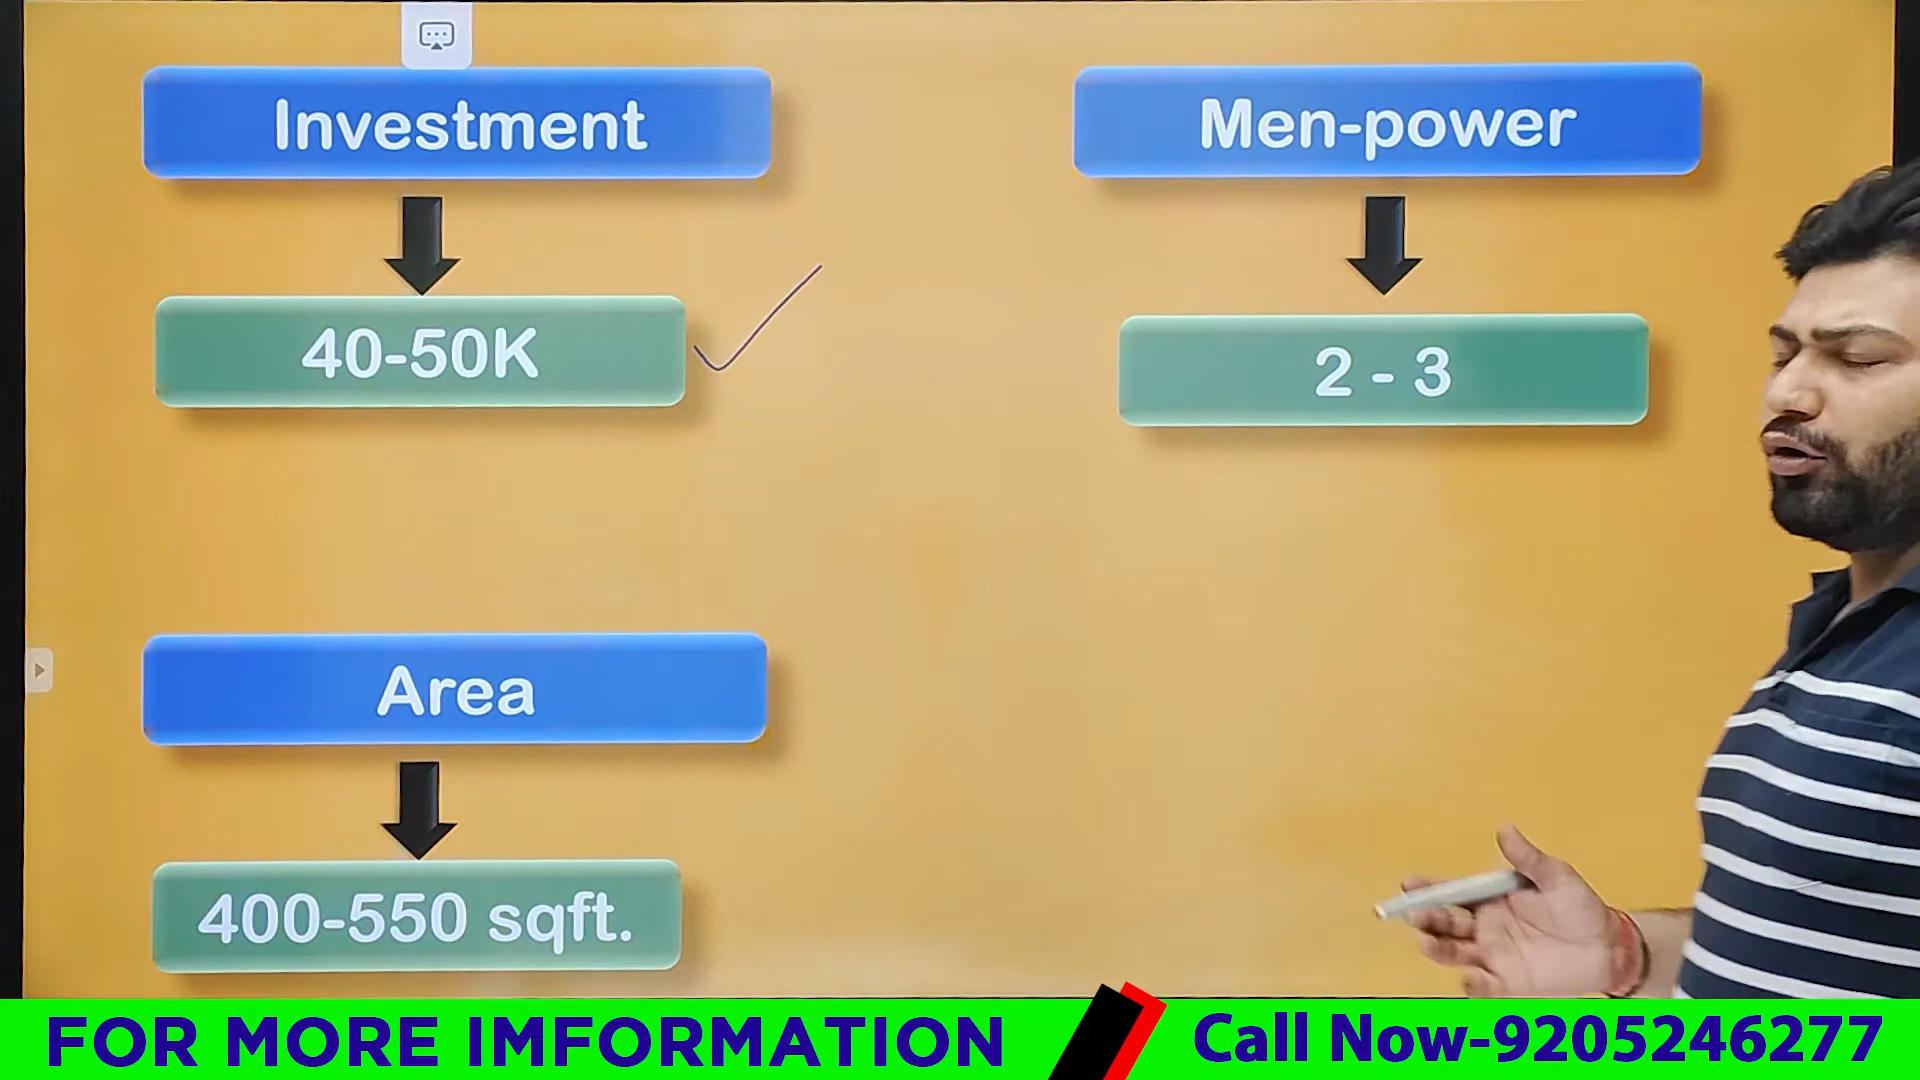 Investment
Men-power
40-50K
2 - 3
Area
400-550 sqft.
FOR MORE IMFORMATION
Call Now-9205246277